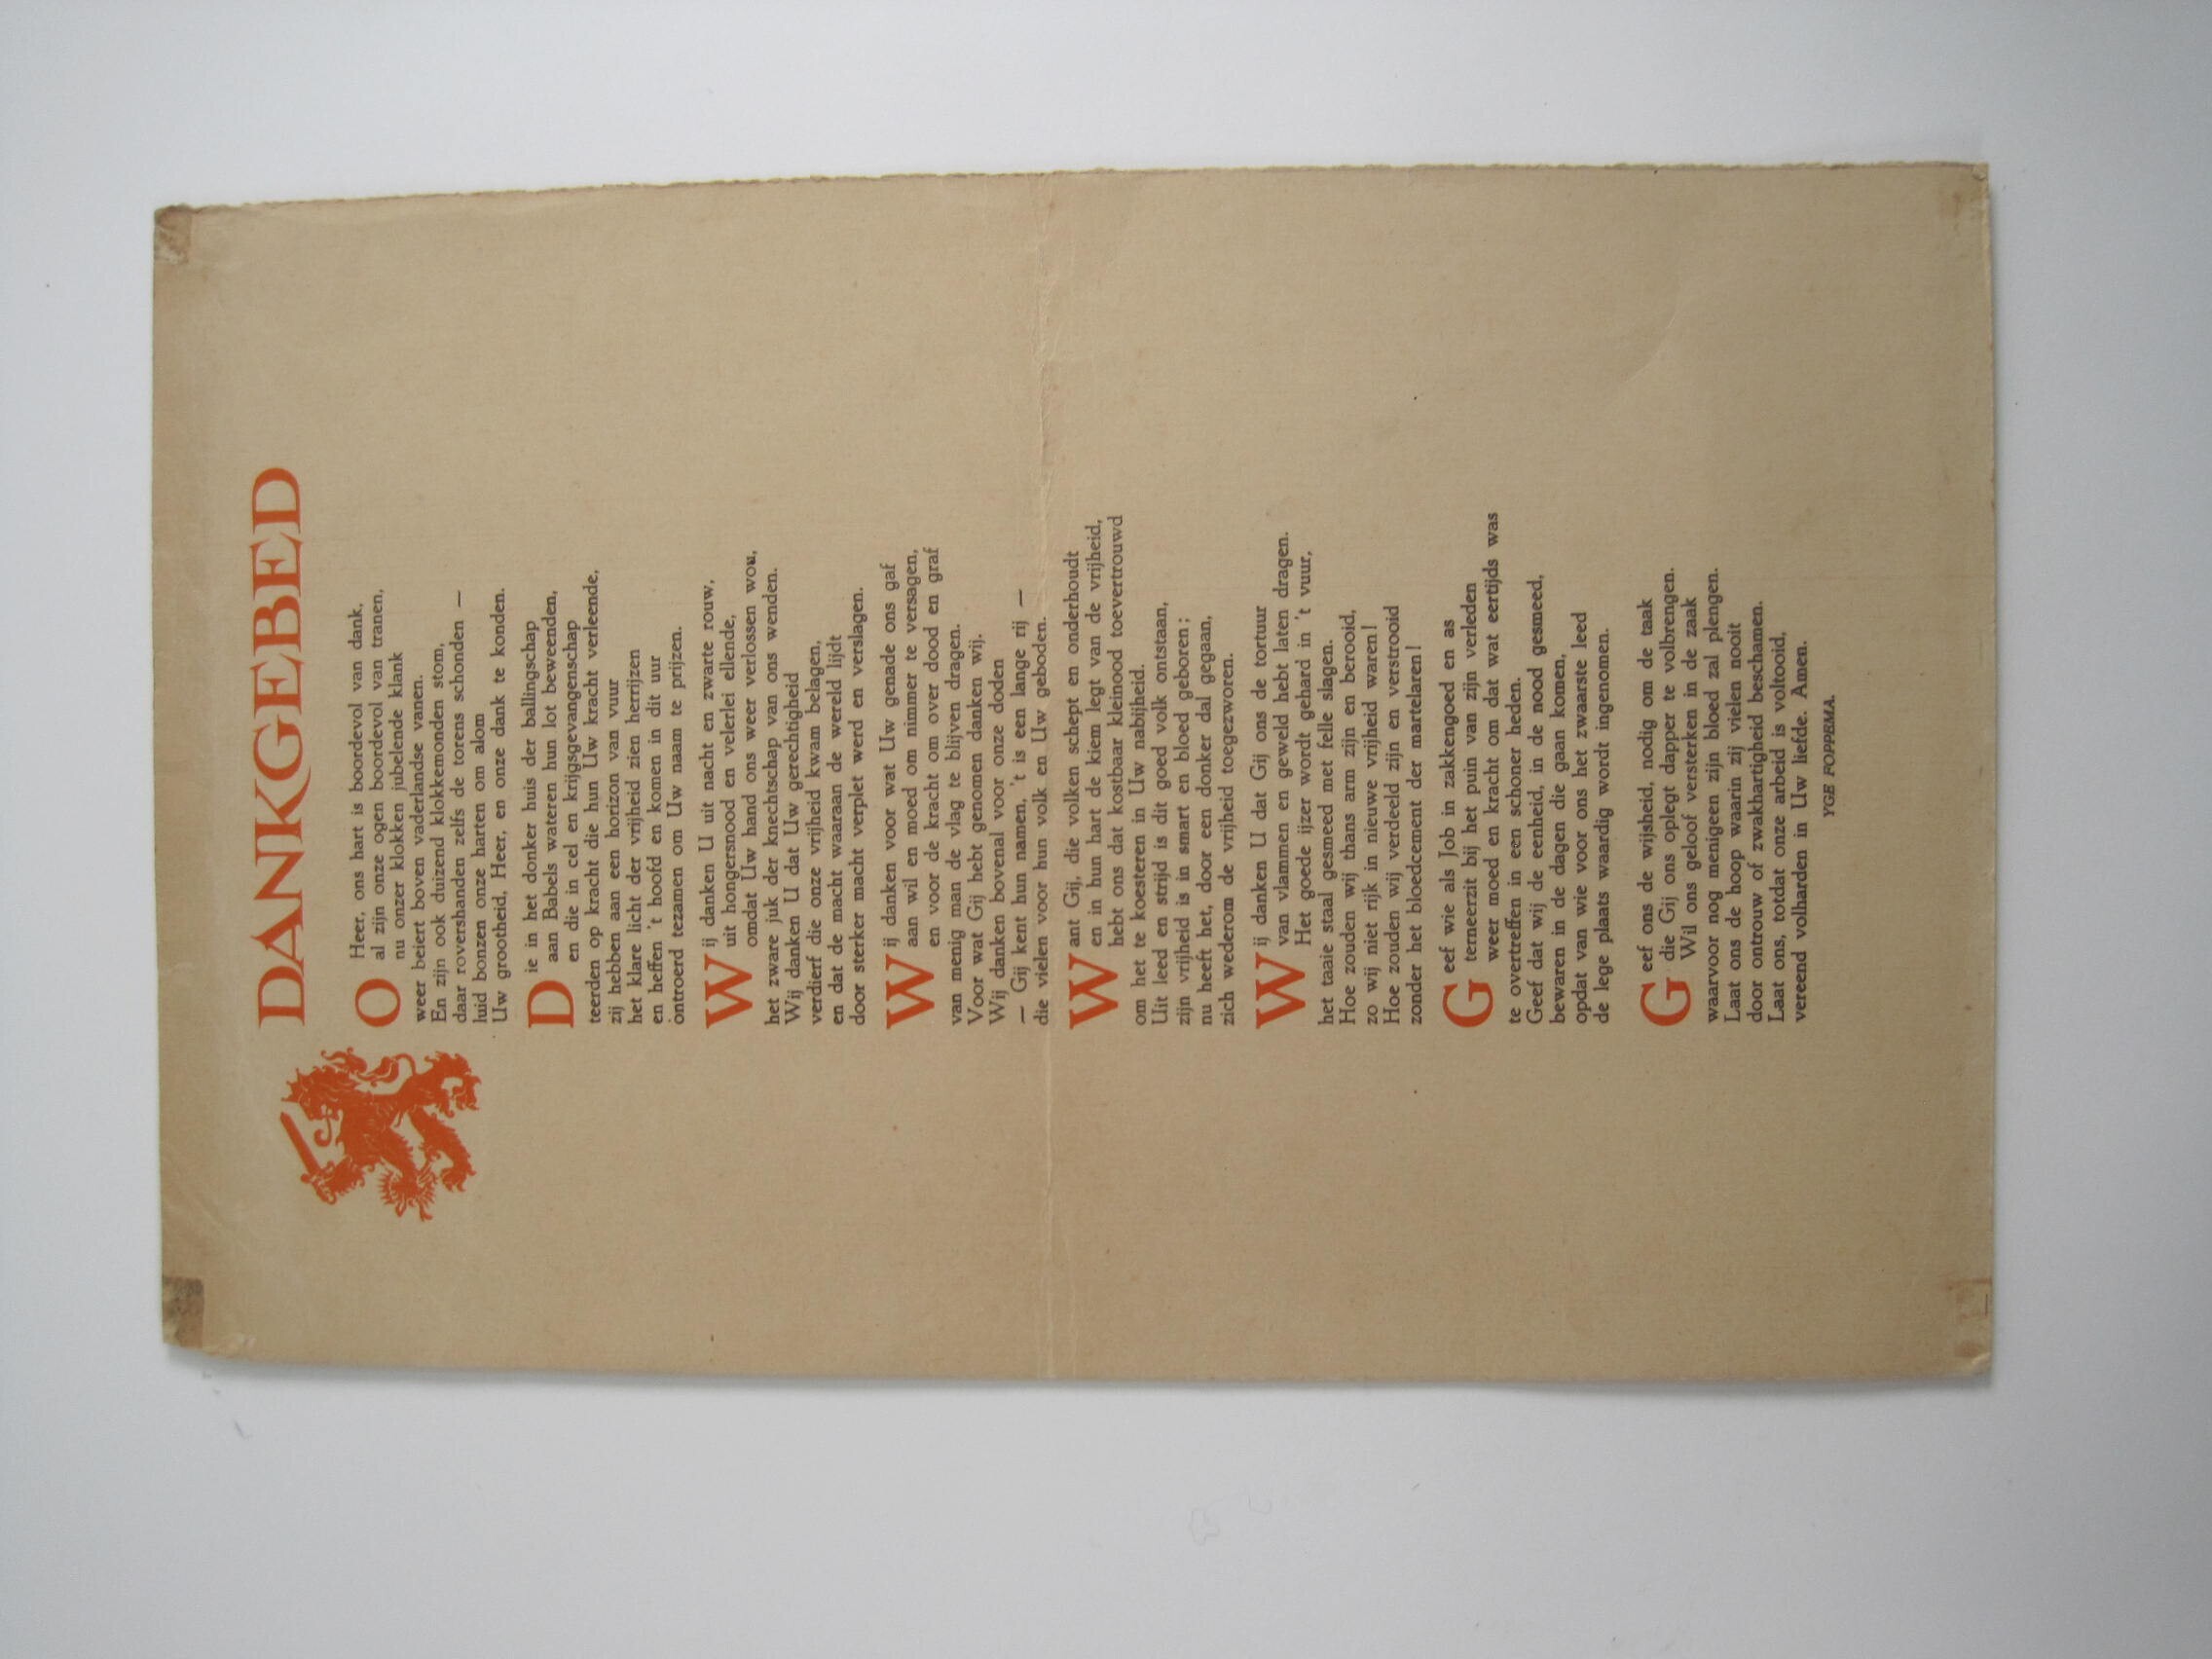 DANKGEBED
O Heer, ons hart is boordevol van dank,
al zijn onze ogen boordevol van tranen,
nu onzer klokken jubelende klank
weer beiert boven vaderlandse vanen.
En zijn ook duizend klokkemonden stom,
daar rovershanden zelfs de torens schonden —
luid bonzen onze harten om alom
Uw grootheid, Heer, en onze dank te konden.
Die in het donker huis der ballingschap
aan Babels wateren hun lot beweenden,
en die in cel en krijgsgevangenschap
teerden op kracht die hun Uw kracht verleende,
zij hebben aan een horizon van vuur
het klare licht der vrijheid zien herrijzen
en heffen 't hoofd en komen in dit uur
ontroerd tezamen om Uw naam te prijzen.
Wij danken U uit nacht en zwarte rouw,
uit hongersnood en velerlei ellende,
omdat Uw hand ons weer verlossen wou,
het zware juk der knechtschap van ons wenden.
Wij danken U dat Uw gerechtigheid
verdierf die onze vrijheid kwam belagen,
en dat de macht waaraan de wereld lijdt
door sterker macht verplet werd en verslagen.
Wij danken voor wat Uw genade ons gaf
aan wil en moed om nimmer te versagen,
en voor de kracht om over dood en graf
van menig man de vlag te blijven dragen.
Voor wat Gij hebt genomen danken wij.
Wij danken bovenal voor onze doden
— Gij kent hun namen, 't is een lange rij —
die vielen voor hun volk en Uw geboden.
Want Gij, die volken schept en onderhoudt
en in hun hart de kiem legt van de vrijheid,
hebt ons dat kostbaar kleinood toevertrouwd
om het te koesteren in Uw nabijheid.
Uit leed en strijd is dit goed volk ontstaan,
zijn vrijheid is in smart en bloed geboren;
nu heeft het, door een donker dal gegaan,
zich wederom de vrijheid toegezworen.
Wij danken U dat Gij ons de tortuur
van vlammen en geweld hebt laten dragen.
Het goede ijzer wordt gehard in 't vuur,
het taaie staal gesmeed met felle slagen.
Hoe zouden wij thans arm zijn en berooid,
zo wij niet rijk in nieuwe vrijheid waren!
Hoe zouden wij verdeeld zijn en verstrooid
zonder het bloedcement der martelaren!
Geef wie als Job in zakkengoed en as
terneerzit bij het puin van zijn verleden
weer moed en kracht om dat wat eertijds was
te overtreffen in een schoner heden.
Geef dat wij de eenheid, in de nood gesmeed,
bewaren in de dagen die gaan komen,
opdat van wie voor ons het zwaarste leed
de lege plaats waardig wordt ingenomen.
Geef ons de wijsheid, nodig om de taak
die Gij ons oplegt dapper te volbrengen.
Wil ons geloof versterken in de zaak
waarvoor nog menigeen zijn bloed zal plengen.
Laat ons de hoop waarin zij vielen nooit
door ontrouw of zwakhartigheid beschamen.
Laat ons, totdat onze arbeid is voltooid,
vereend volharden in Uw liefde. Amen.
YGE FOPPEMA.